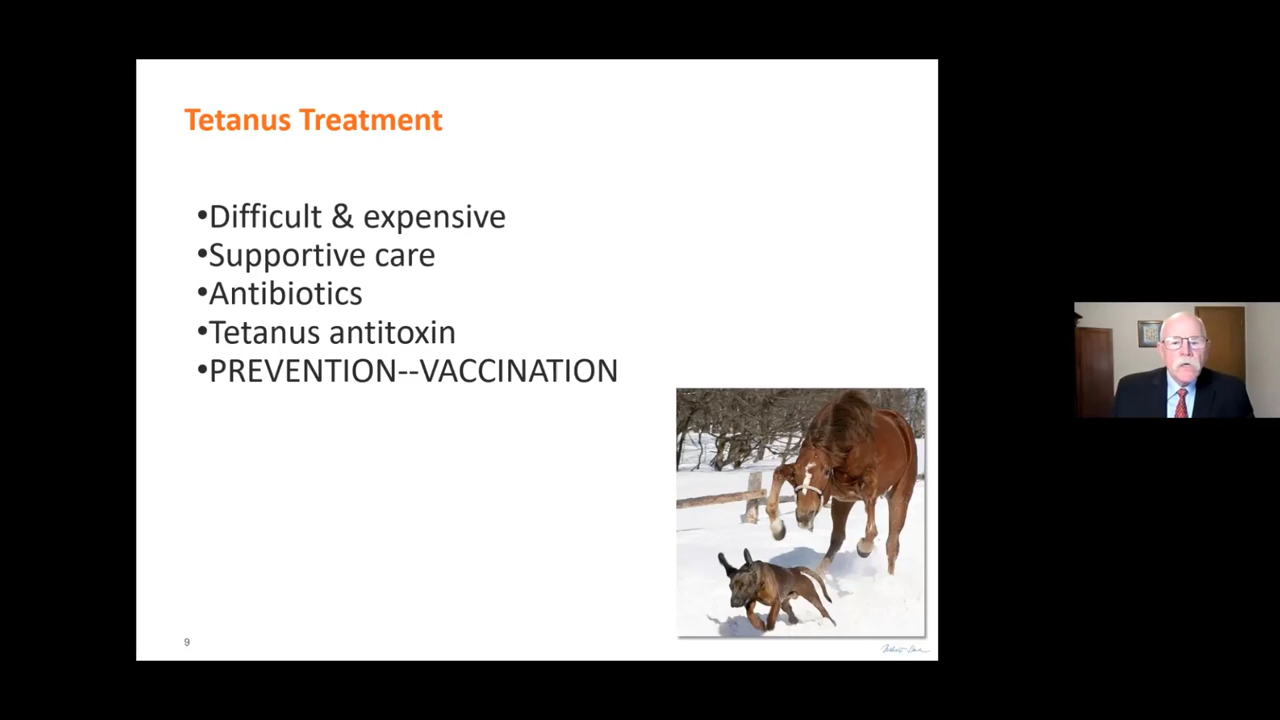 Tetanus Treatment
•Difficult & expensive
•Supportive care
•Antibiotics
•Tetanus antitoxin
•PREVENTION--VACCINATION
9